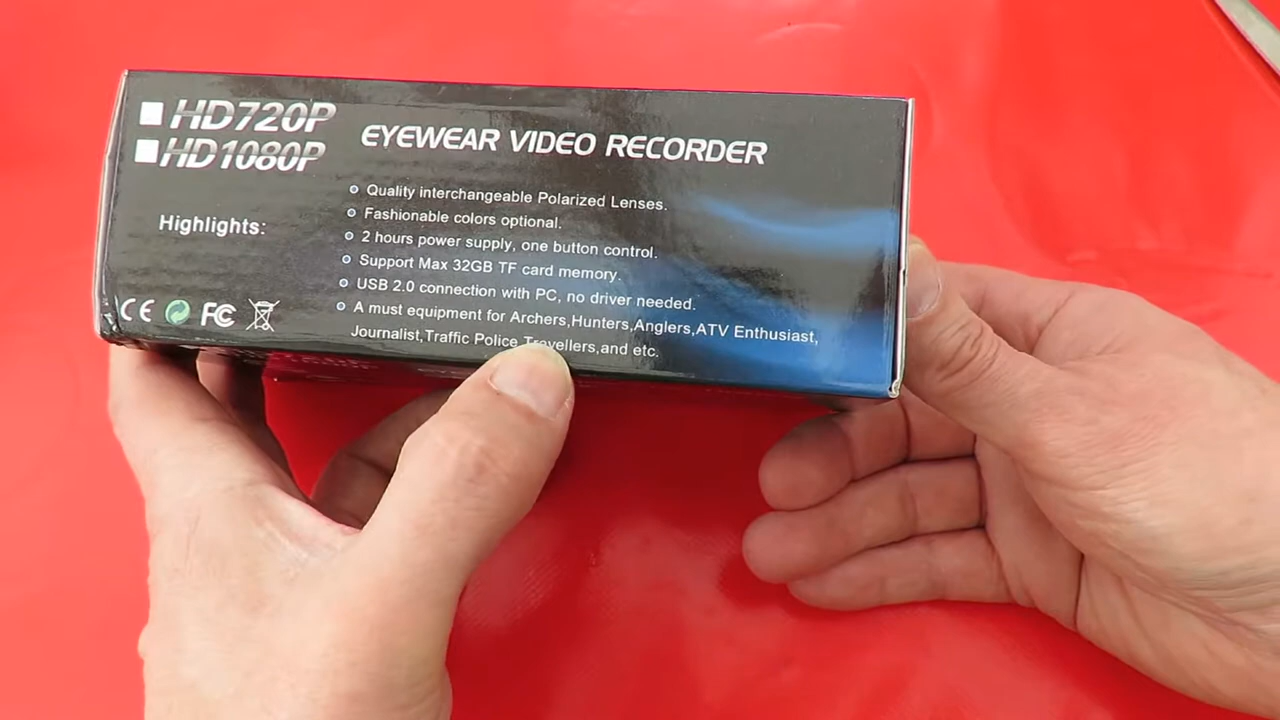 HD720P
HD1080P
EYEWEAR VIDEO RECORDER
Highlights:
Quality interchangeable Polarized Lenses.
Fashionable colors optional.
2 hours power supply, one button control.
Support Max 32GB TF card memory.
USB 2.0 connection with PC, no driver needed.
A must equipment for Archers,Hunters,Anglers,ATV Enthusiast,
Journalist,Traffic Police Travellers,and etc.
CE FC